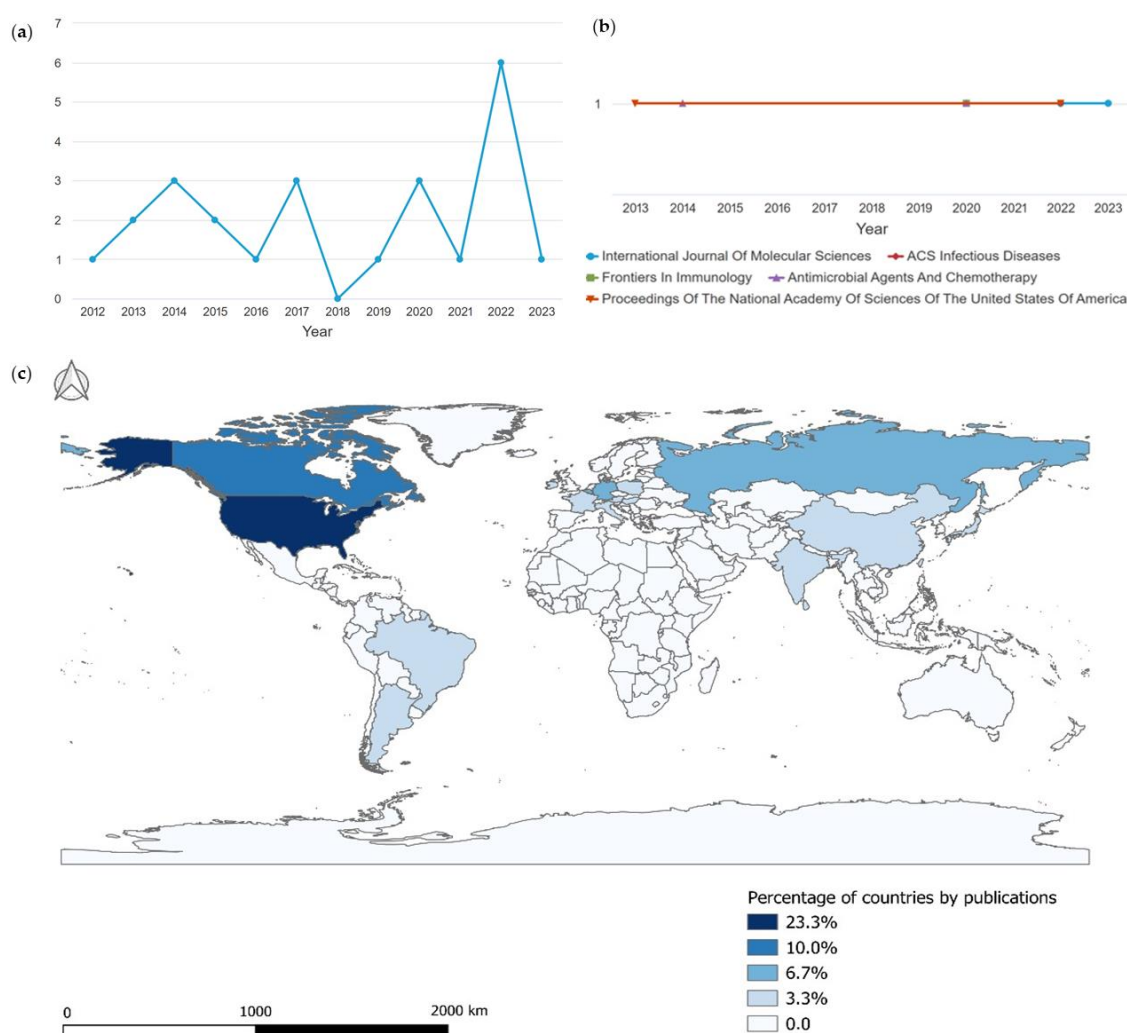 (a)
7
6
5
4
3
2
1
0
2012 2013 2014 2015 2016 2017 2018 2019 2020 2021 2022 2023
Year
(b)
1
2013 2014 2015 2016 2017 2018 2019 2020 2021 2022 2023
Year
International Journal Of Molecular Sciences ACS Infectious Diseases
Frontiers In Immunology Antimicrobial Agents And Chemotherapy
Proceedings Of The National Academy Of Sciences Of The United States Of America
(c)
Percentage of countries by publications
23.3%
10.0%
6.7%
3.3%
0.0
0 1000 2000 km